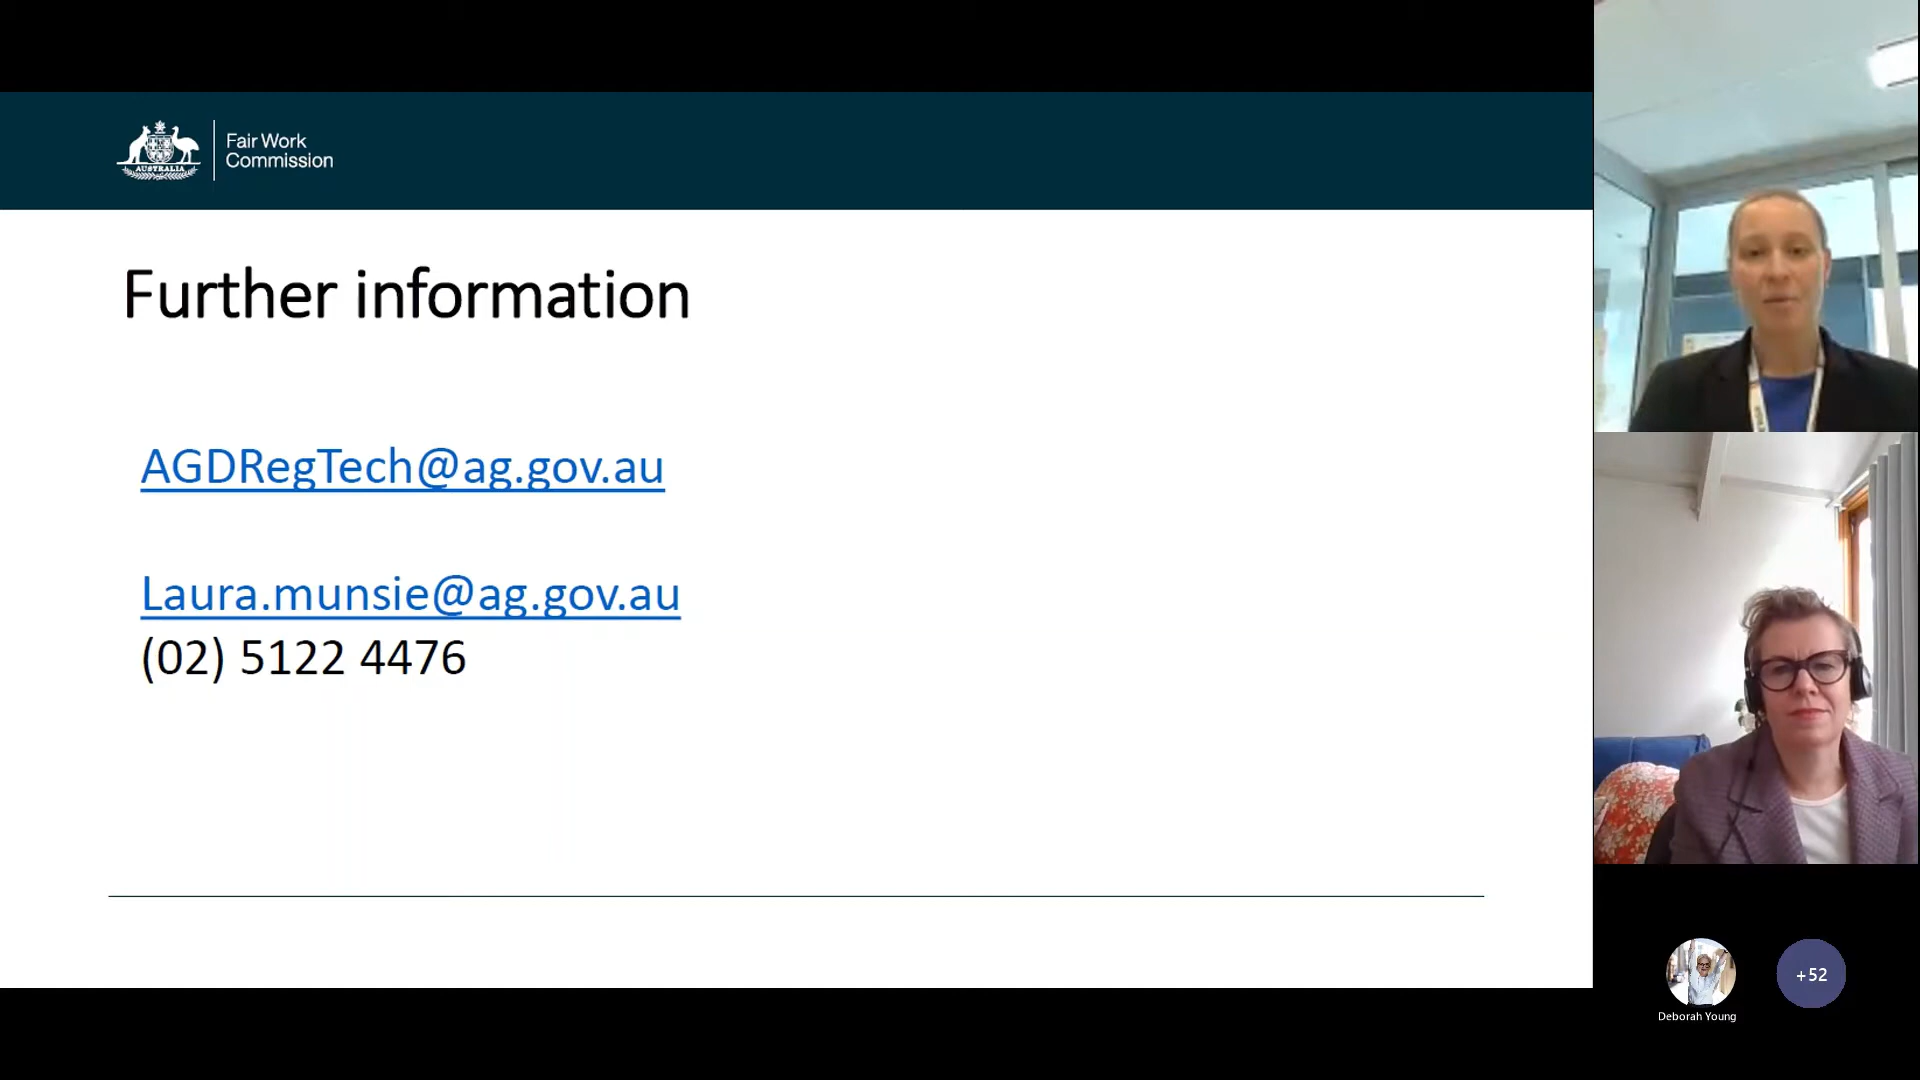 AUSTRALIA
Fair Work
Commission
Further information
AGDRegTech@ag.gov.au
Laura.munsie@ag.gov.au
(02) 5122 4476
Deborah Young
+52